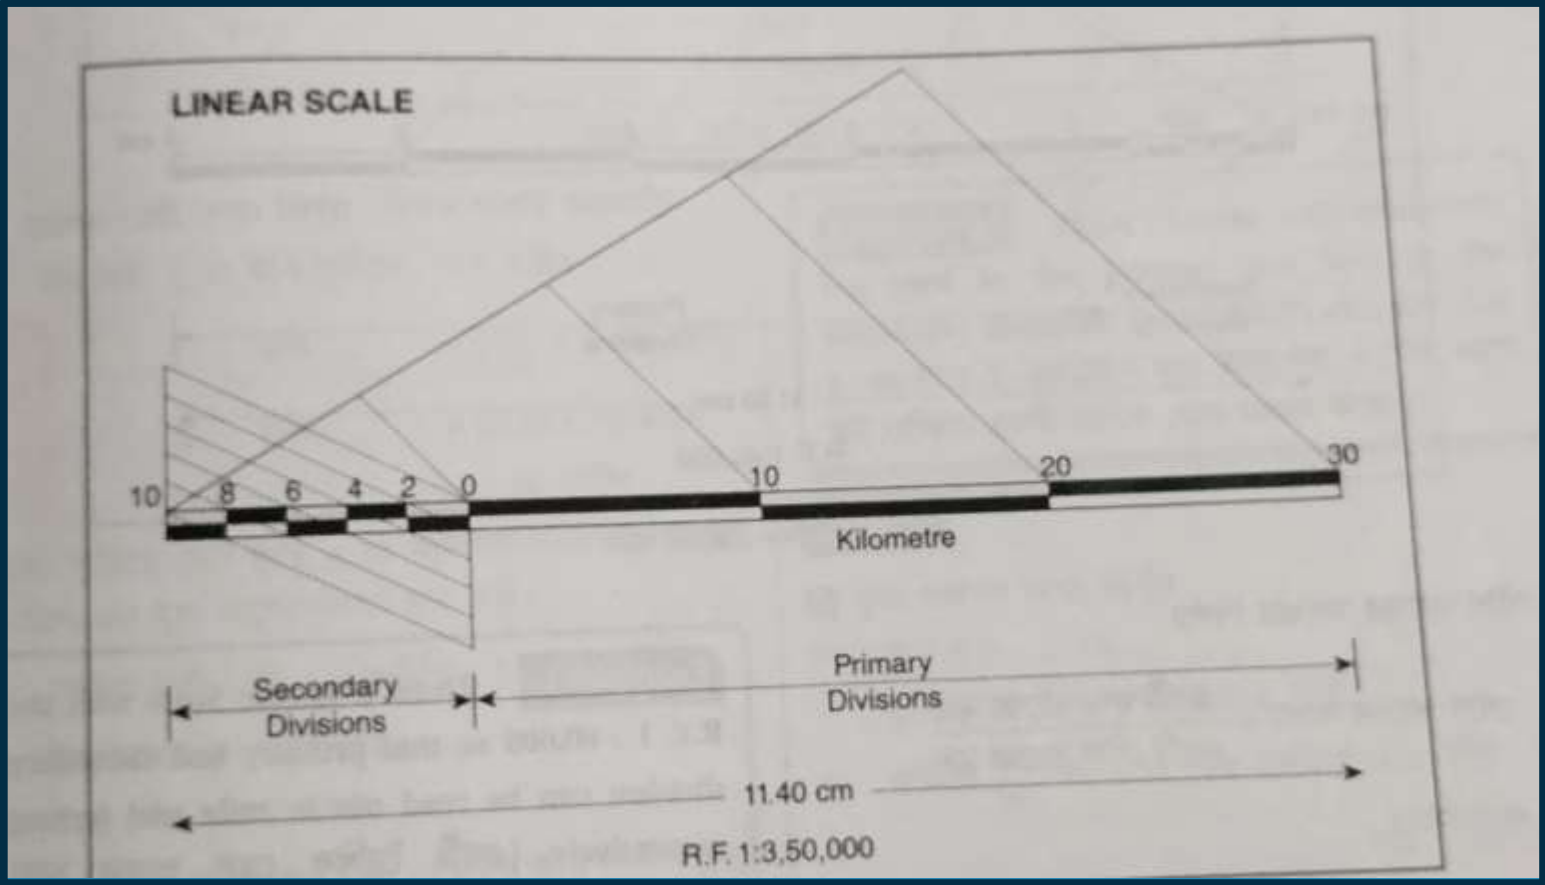 LINEAR SCALE
10 8 6 4 2 0 10 20 30
Kilometre
Secondary
Divisions
Primary
Divisions
11.40 cm
R.F. 1:3,50,000